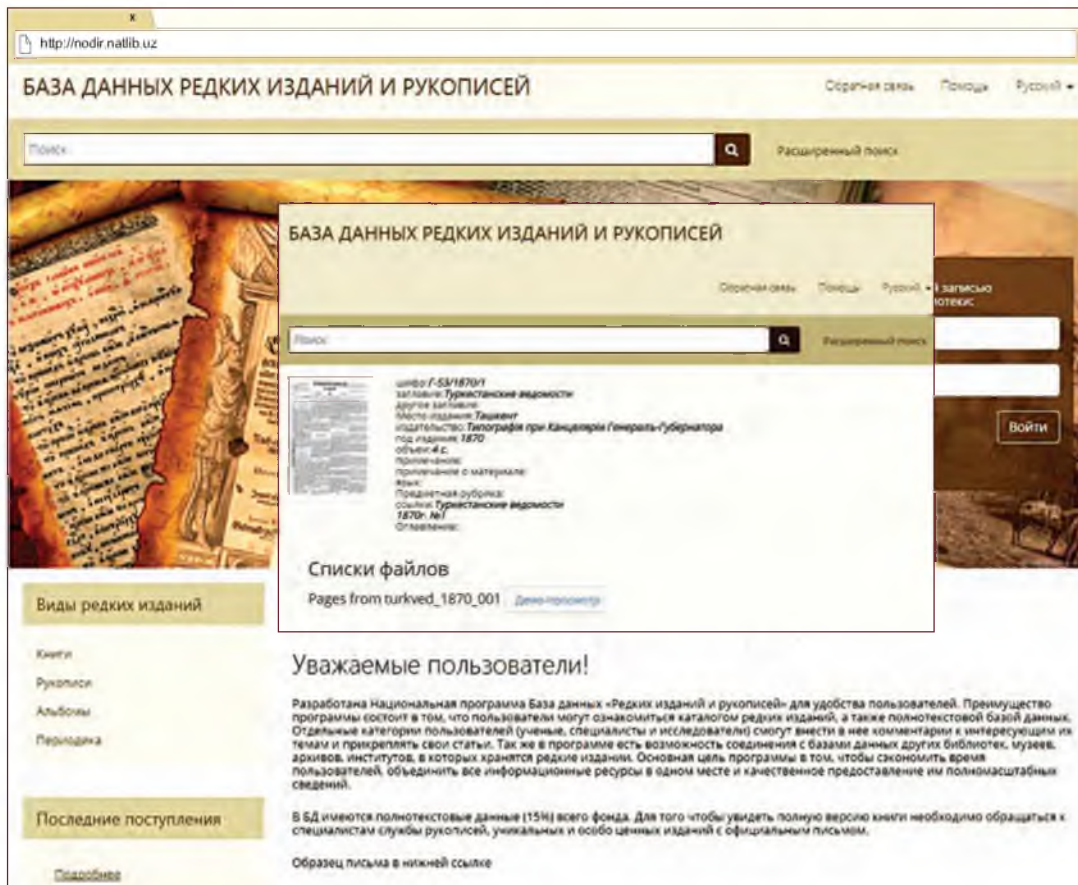 x
http://nodir.natlib.uz
БАЗА ДАННЫХ РЕДКИХ ИЗДАНИЙ И РУКОПИСЕЙ
Обратная связь Помощь Русский
Поиск
Расширенный поиск
БАЗА ДАННЫХ РЕДКИХ ИЗДАНИЙ И РУКОПИСЕЙ
Обратная связь Помощь Русский
й записью
иотекис
Поиск
Расширенный поиск
Войти
шифр:Г-53/1870/1
заглавие:Туркестанские ведомости
другое заглавие:
Место издания:Ташкент
издательство:Типографія при Канцеляріи Генераль-Губернатора
год издания:1870
объем:4 с.
примечание:
примечание о материале:
язык:
Предметная рубрика:
ссылки:Туркестанские ведомости
1870г. №1
Оглавление:
Списки файлов
Pages from turkved_1870_001 Демо-просмотр
Виды редких изданий
Книги
Рукописи
Альбомы
Периодика
Последние поступления
Подробнее
Уважаемые пользователи!
Разработана Национальная программа База данных «Редких изданий и рукописей» для удобства пользователей. Преимущество
программы состоит в том, что пользователи могут ознакомиться каталогом редких изданий, а также полнотекстовой базой данных.
Отдельные категории пользователей (ученые, специалисты и исследователи) смогут внести в нее комментарии к интересующим их
темам и прикреплять свои статьи. Так же в программе есть возможность соединения с базами данных других библиотек, музеев,
архивов, институтов, в которых хранятся редкие издании. Основная цель программы в том, чтобы сэкономить время
пользователей, объединить все информационные ресурсы в одном месте и качественное предоставление им полномасштабных
сведений.
В БД имеются полнотекстовые данные (15%) всего фонда. Для того чтобы увидеть полную версию книги необходимо обращаться к
специалистам службы рукописей, уникальных и особо ценных изданий с официальным письмом.
Образец письма в нижней ссылке